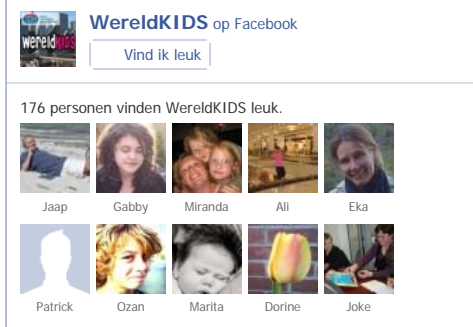 WereldKIDS op Facebook
wereldkids
Vind ik leuk
176 personen vinden WereldKIDS leuk.
Jaap Gabby Miranda Ali Eka
Patrick Ozan Marita Dorine Joke